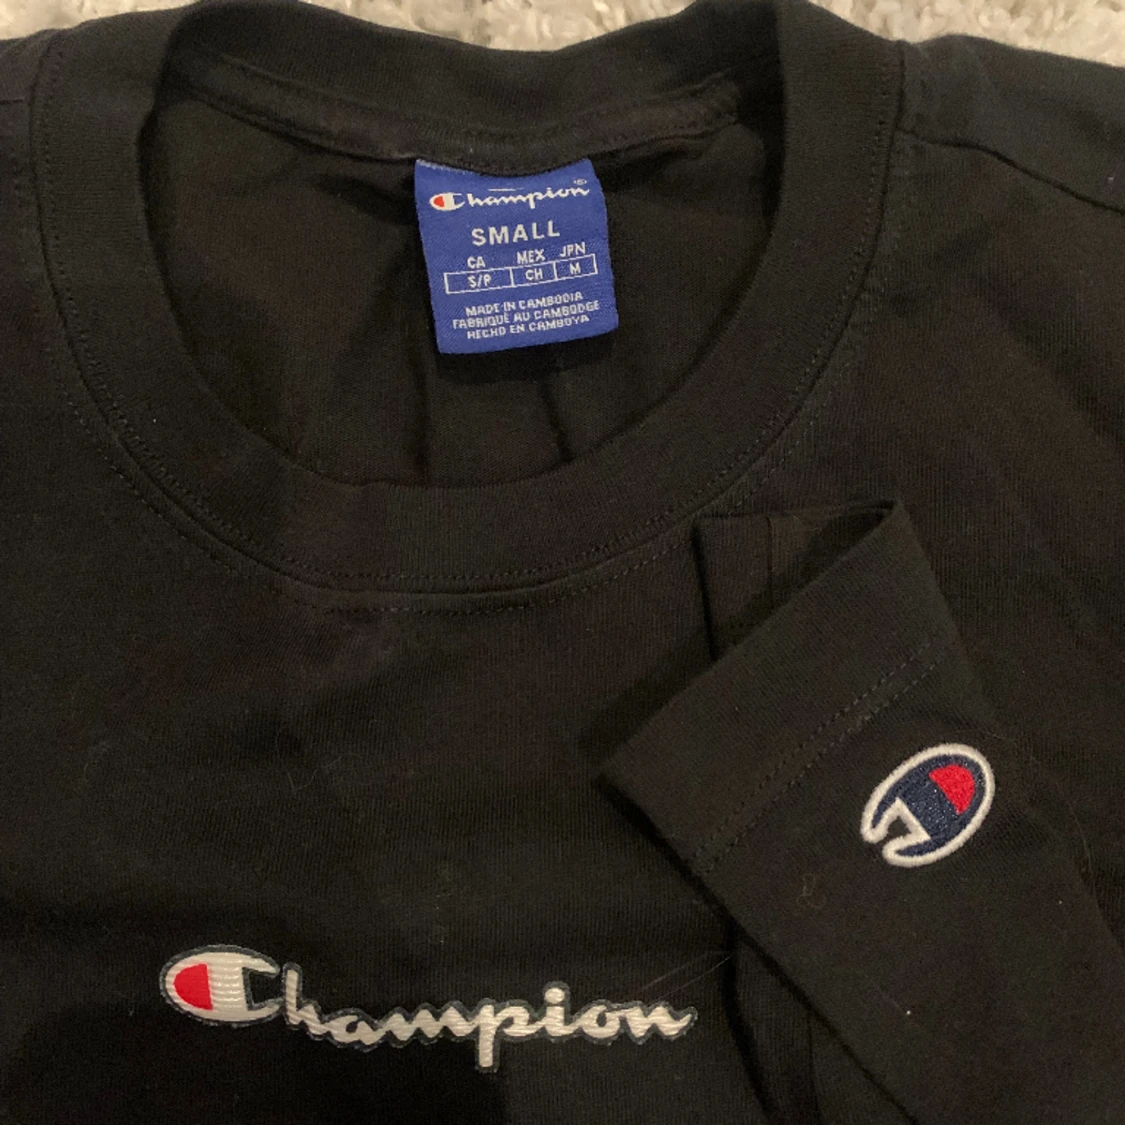 Champion®
SMALL
CA MEX JPN
S/P CH M
MADE IN CAMBODIA
FABRIQUÉ AU CAMBODGE
HECHO EN CAMBOYA
Champion